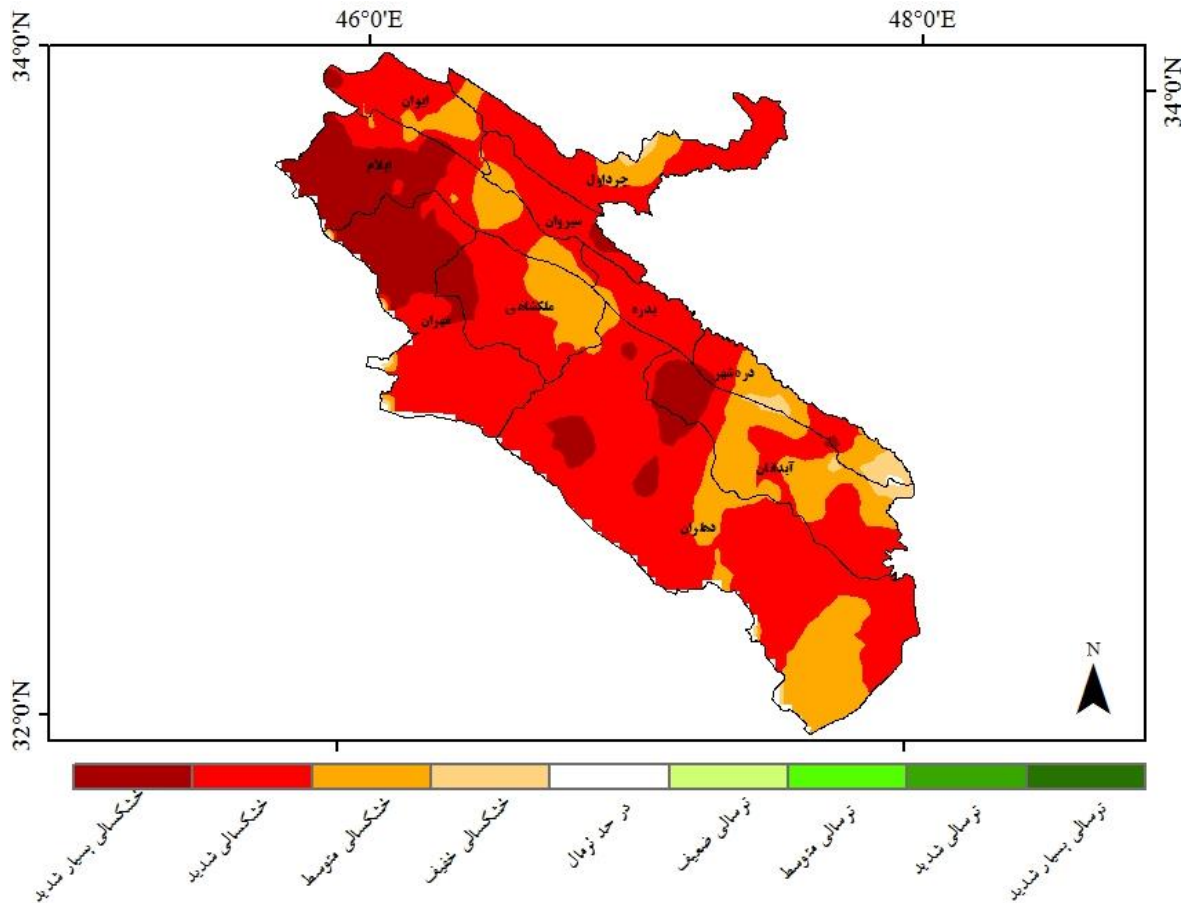 46°0'E
48°0'E
34°0'N
34°0'N
ایوان
ایلام
چرداول
سیروان
ملکشاهی
بدره
مهران
دره‌شهر
آبدانان
دهلران
N
32°0'N
خشکسالی بسیار شدید
خشکسالی شدید
خشکسالی متوسط
خشکسالی خفیف
در حد نرمال
ترسالی ضعیف
ترسالی متوسط
ترسالی شدید
ترسالی بسیار شدید